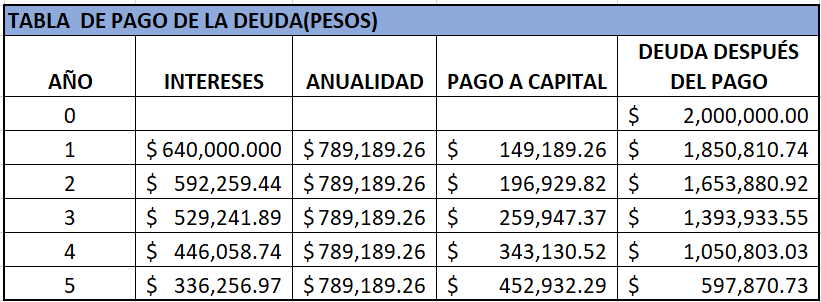 TABLA DE PAGO DE LA DEUDA(PESOS)
AÑO INTERESES ANUALIDAD PAGO A CAPITAL DEUDA DESPUÉS DEL PAGO
0 $ 2,000,000.00
1 $ 640,000.000 $ 789,189.26 $ 149,189.26 $ 1,850,810.74
2 $ 592,259.44 $ 789,189.26 $ 196,929.82 $ 1,653,880.92
3 $ 529,241.89 $ 789,189.26 $ 259,947.37 $ 1,393,933.55
4 $ 446,058.74 $ 789,189.26 $ 343,130.52 $ 1,050,803.03
5 $ 336,256.97 $ 789,189.26 $ 452,932.29 $ 597,870.73